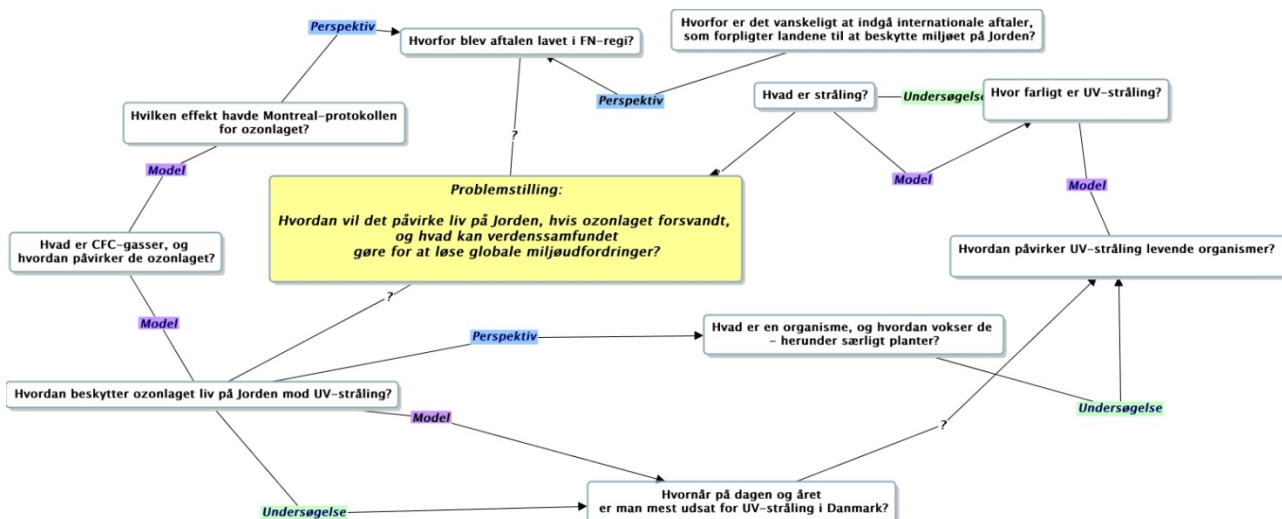 Perspektiv
Hvorfor blev aftalen lavet i FN-regi?
Hvorfor er det vanskeligt at indgå internationale aftaler,
som forpligter landene til at beskytte miljøet på Jorden?
Perspektiv
Hvad er stråling?
Undersøgelse
Hvor farligt er UV-stråling?
Hvilken effekt havde Montreal-protokollen
for ozonlaget?
?
Model
?
Model
Model
Problemstilling:
Hvordan vil det påvirke liv på Jorden, hvis ozonlaget forsvandt,
og hvad kan verdenssamfundet
gøre for at løse globale miljøudfordringer?
Hvad er CFC-gasser, og
hvordan påvirker de ozonlaget?
Hvordan påvirker UV-stråling levende organismer?
?
Model
Perspektiv
Hvad er en organisme, og hvordan vokser de
- herunder særligt planter?
Hvordan beskytter ozonlaget liv på Jorden mod UV-stråling?
Model
Undersøgelse
?
Undersøgelse
Hvornår på dagen og året
er man mest udsat for UV-stråling i Danmark?